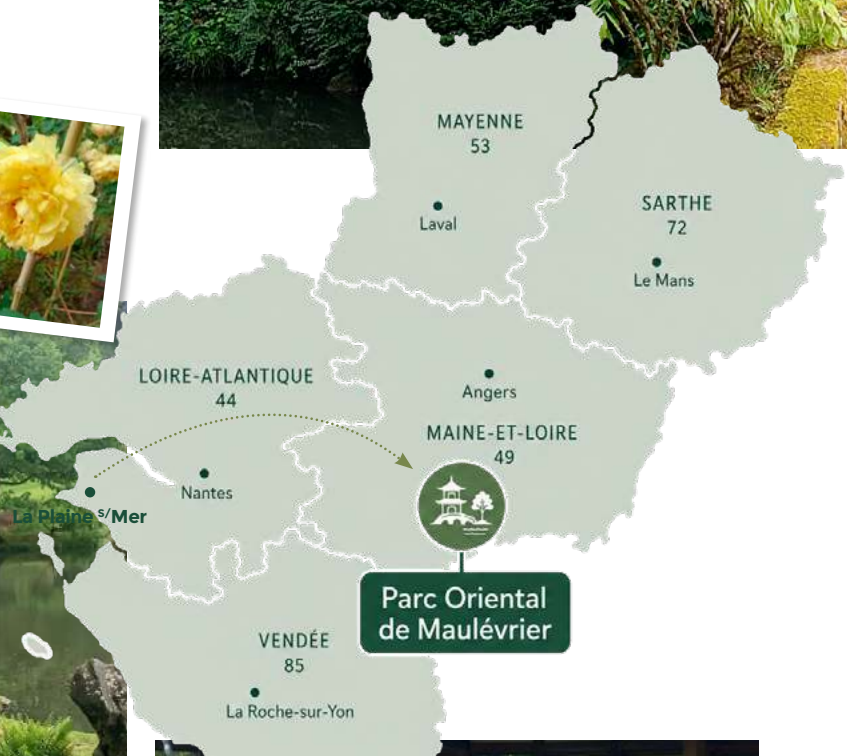 MAYENNE
53
Laval
SARTHE
72
Le Mans
LOIRE-ATLANTIQUE
44
Angers
MAINE-ET-LOIRE
49
Nantes
La Plaine s/Mer
Parc Oriental
de Maulévrier
VENDÉE
85
La Roche-sur-Yon